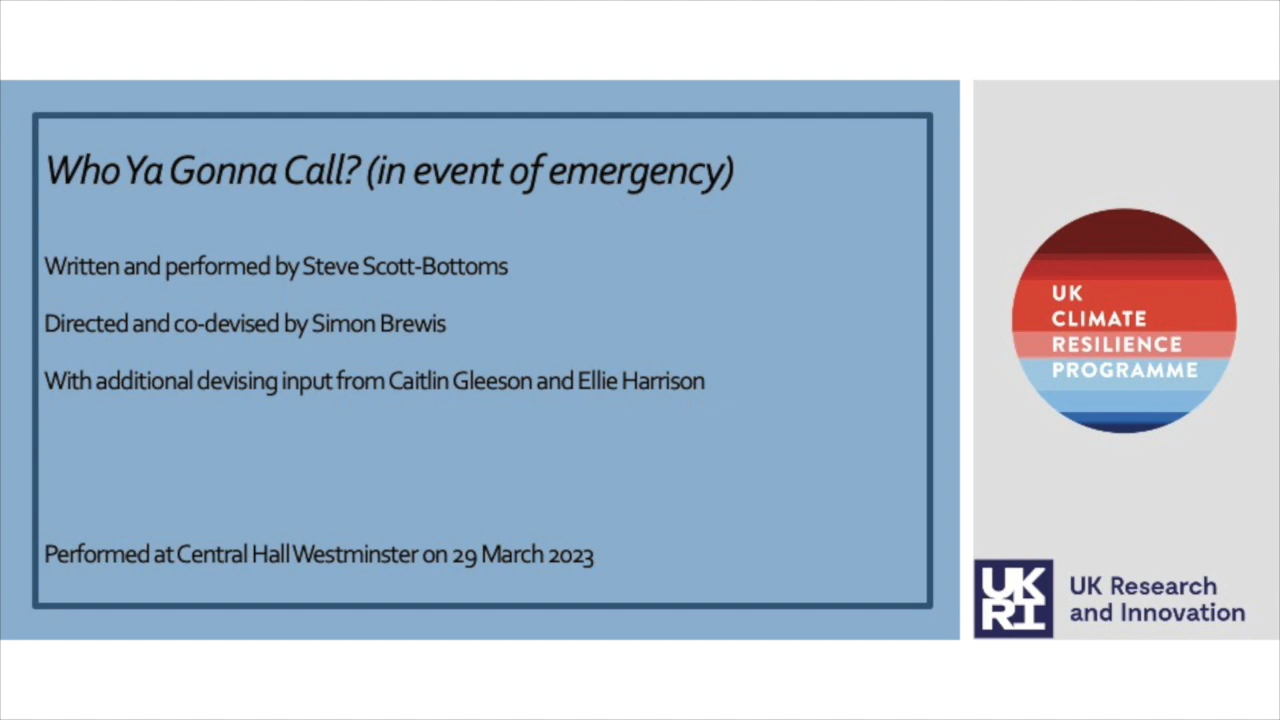 Who Ya Gonna Call? (in event of emergency)
Written and performed by Steve Scott-Bottoms
Directed and co-devised by Simon Brewis
With additional devising input from Caitlin Gleeson and Ellie Harrison
Performed at Central Hall Westminster on 29 March 2023
UK
CLIMATE
RESILIENCE
PROGRAMME
UK
RI
UK Research
and Innovation